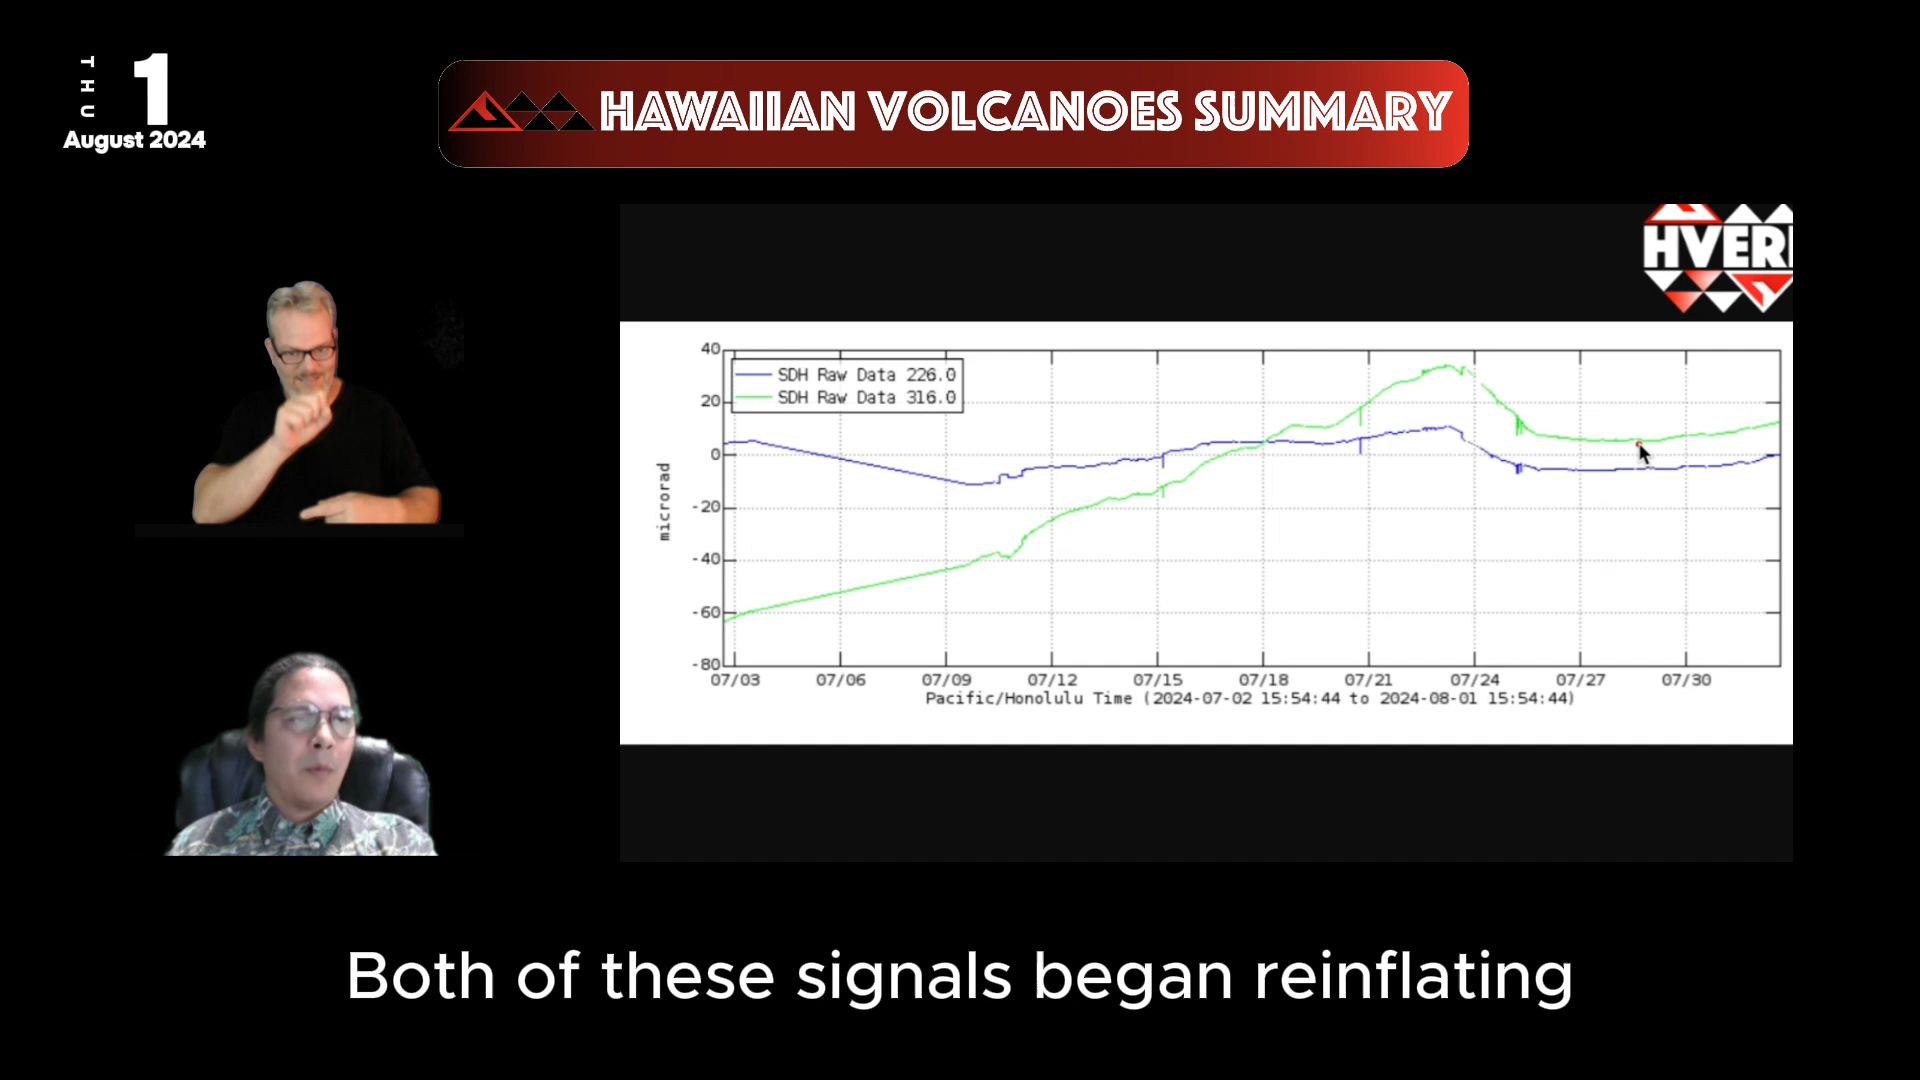 THU
1
August 2024
HAWAIIAN VOLCANOES SUMMARY
HVERI
40
20
0
-20
-40
-60
-80
microrad
SDH Raw Data 226.0
SDH Raw Data 316.0
07/03 07/06 07/09 07/12 07/15 07/18 07/21 07/24 07/27 07/30
Pacific/Honolulu Time (2024-07-02 15:54:44 to 2024-08-01 15:54:44)
Both of these signals began reinflating